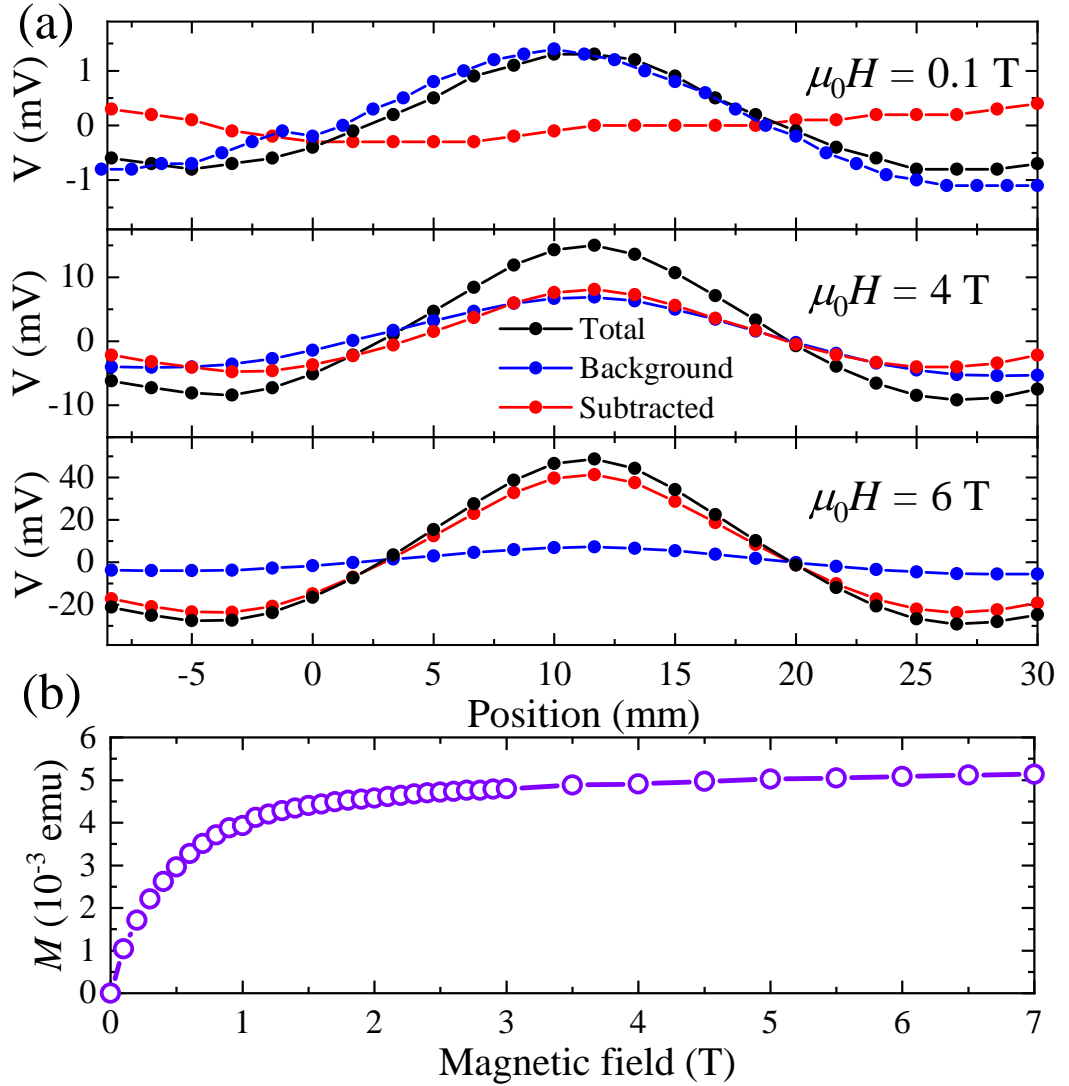 (a)
μ₀H = 0.1 T
V (mV)
1
0
-1
μ₀H = 4 T
V (mV)
10
0
-10
Total
Background
Subtracted
μ₀H = 6 T
V (mV)
40
20
0
-20
-5 0 5 10 15 20 25 30
Position (mm)
(b)
M (10⁻³ emu)
6
5
4
3
2
1
0
0 1 2 3 4 5 6 7
Magnetic field (T)